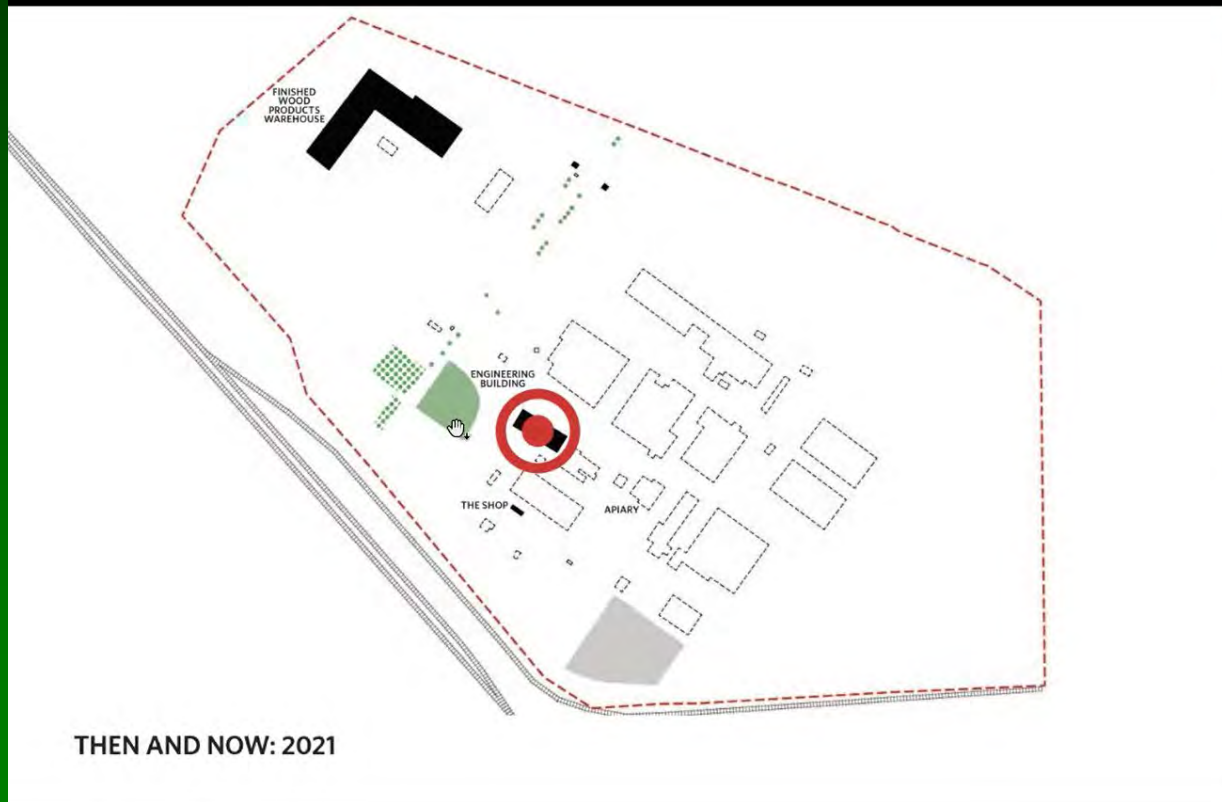 FINISHED
WOOD
PRODUCTS
WAREHOUSE
ENGINEERING
BUILDING
THE SHOP
APIARY
THEN AND NOW: 2021